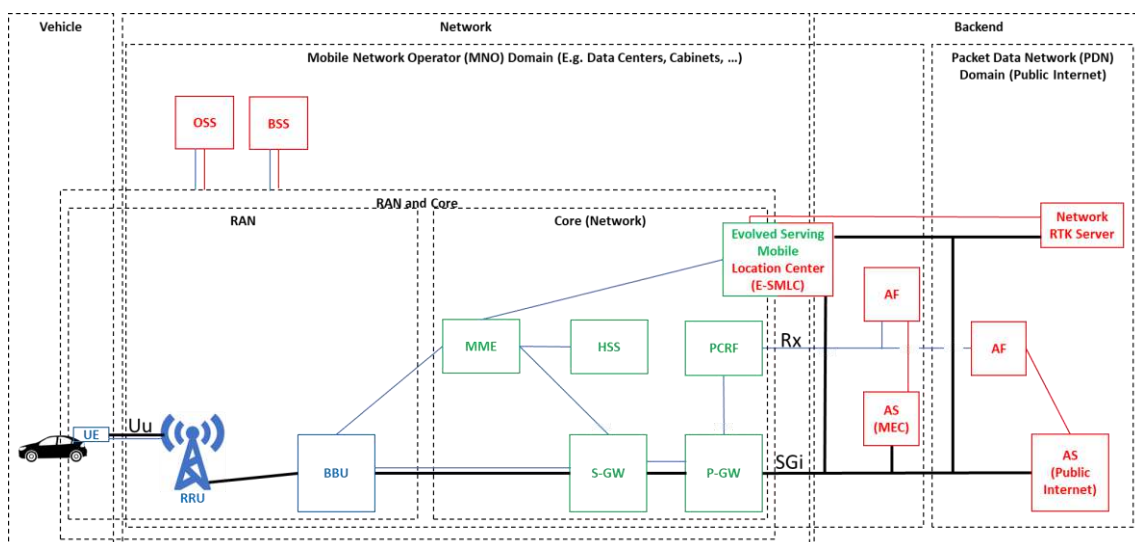 Vehicle
Network
Backend
Mobile Network Operator (MNO) Domain (E.g. Data Centers, Cabinets, …)
Packet Data Network (PDN)
Domain (Public Internet)
OSS
BSS
RAN and Core
RAN
Core (Network)
Evolved Serving
Mobile
Location Center
(E-SMLC)
Network
RTK Server
AF
MME
HSS
PCRF
Rx
AF
AS
(MEC)
UE
Uu
RRU
BBU
S-GW
P-GW
SGi
AS
(Public
Internet)